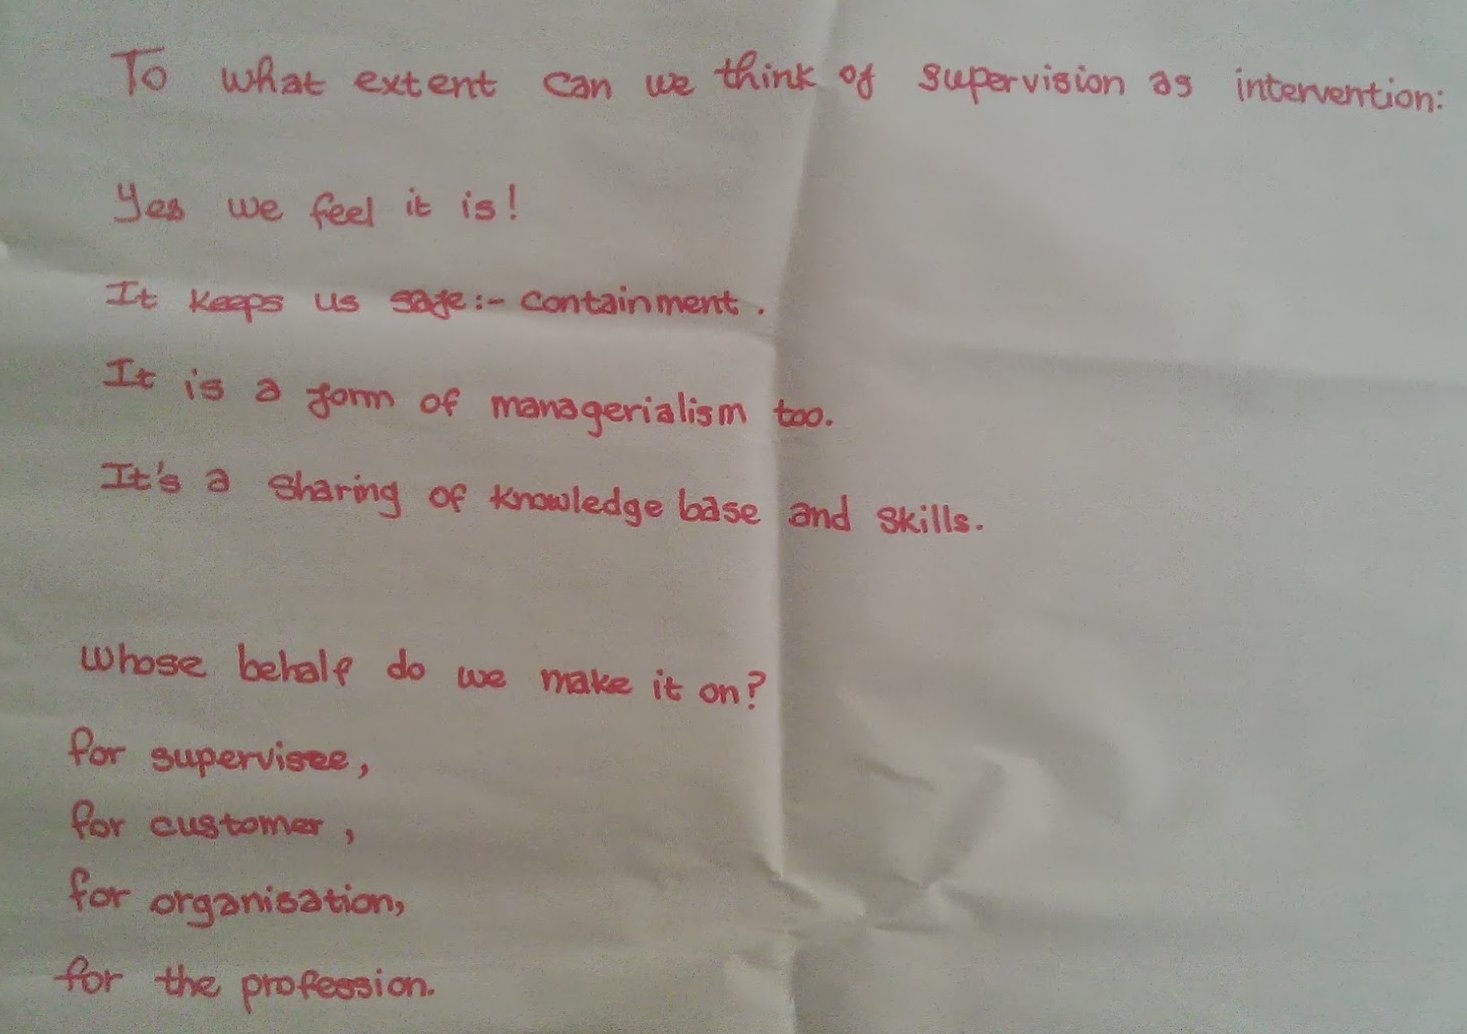 To what extent can we think of supervision as intervention:
Yes we feel it is!
It keeps us safe:- containment.
It is a form of managerialism too.
It's a sharing of knowledge base and skills.
Whose behalf do we make it on?
for supervisee,
for customer,
for organisation,
for the profession.